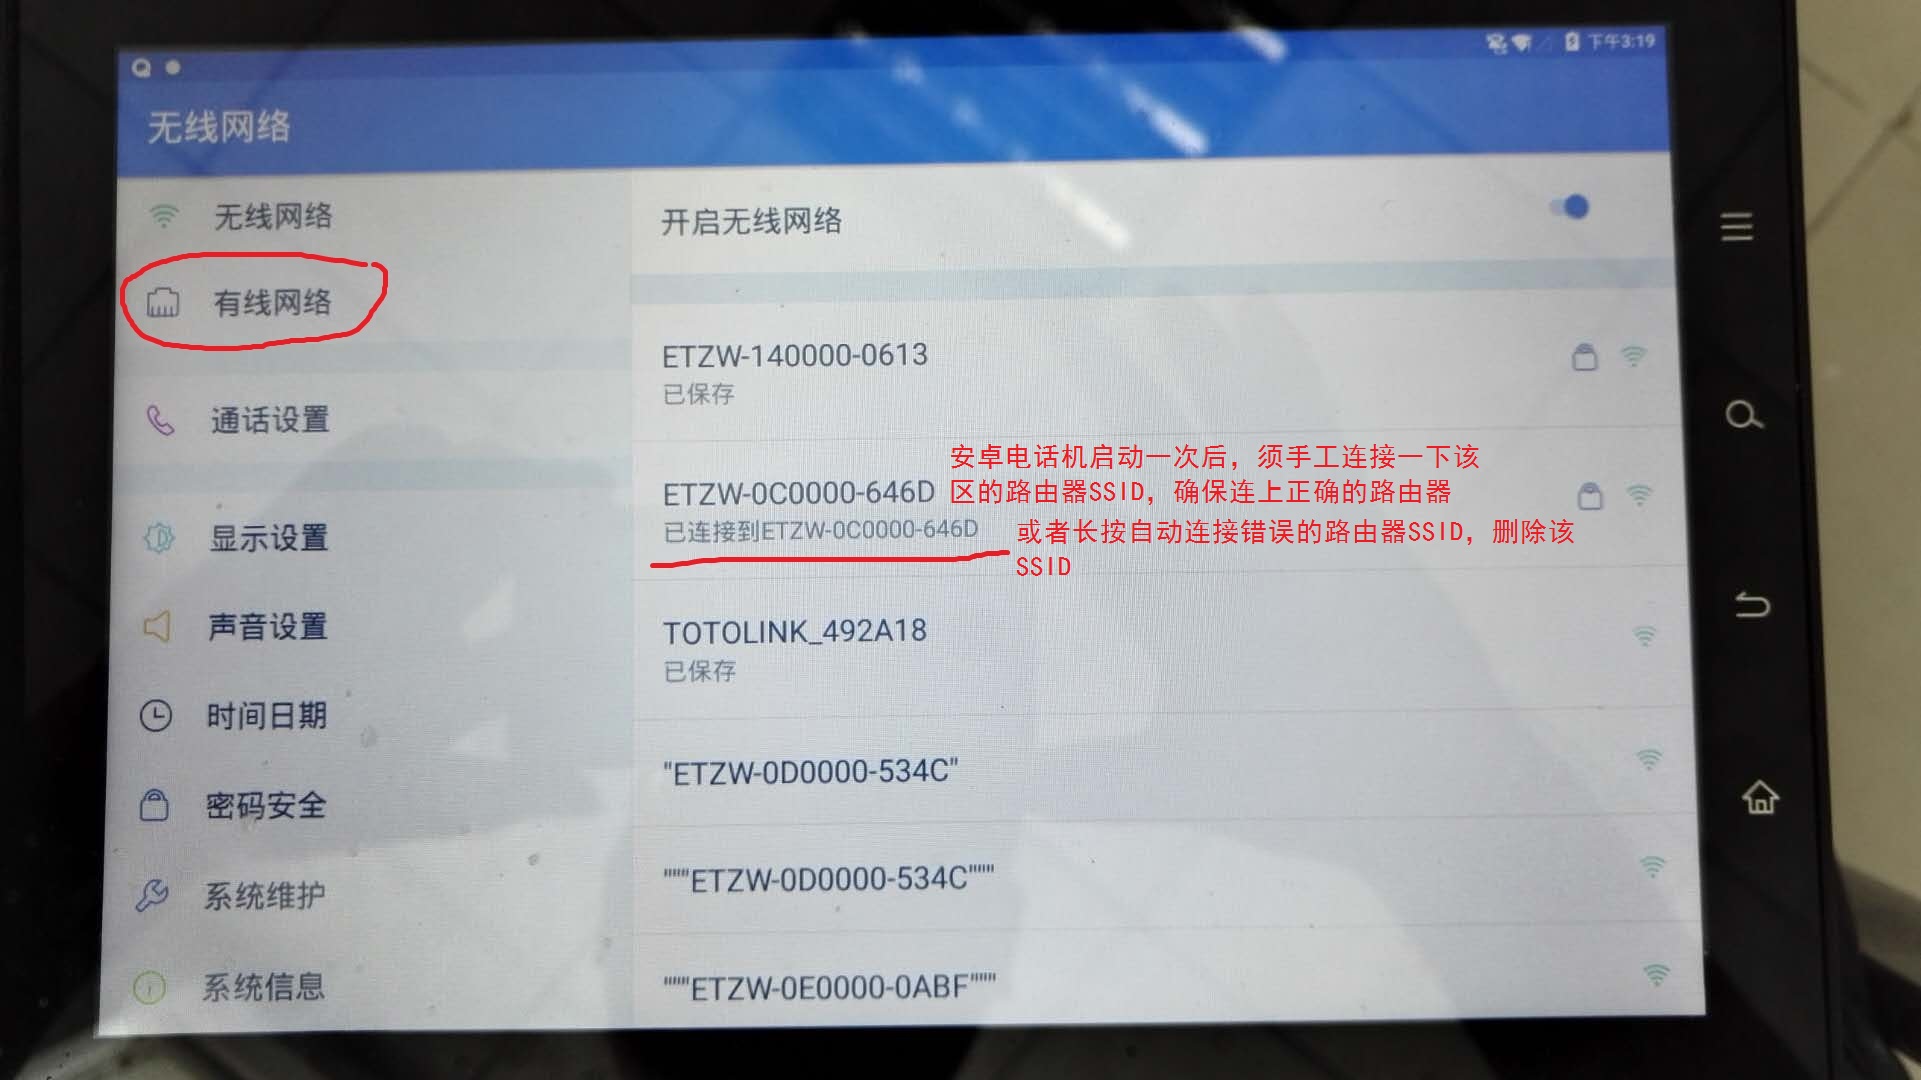 下午3:19
无线网络
无线网络
有线网络
通话设置
显示设置
声音设置
时间日期
密码安全
系统维护
系统信息
开启无线网络
ETZW-140000-0613
已保存
ETZW-0C0000-646D
已连接到ETZW-0C0000-646D
安卓电话机启动一次后，须手工连接一下该
区的路由器SSID，确保连上正确的路由器
或者长按自动连接错误的路由器SSID，删除该
SSID
TOTOLINK_492A18
已保存
"ETZW-0D0000-534C"
"""ETZW-0D0000-534C"""
"""ETZW-0E0000-0ABF"""